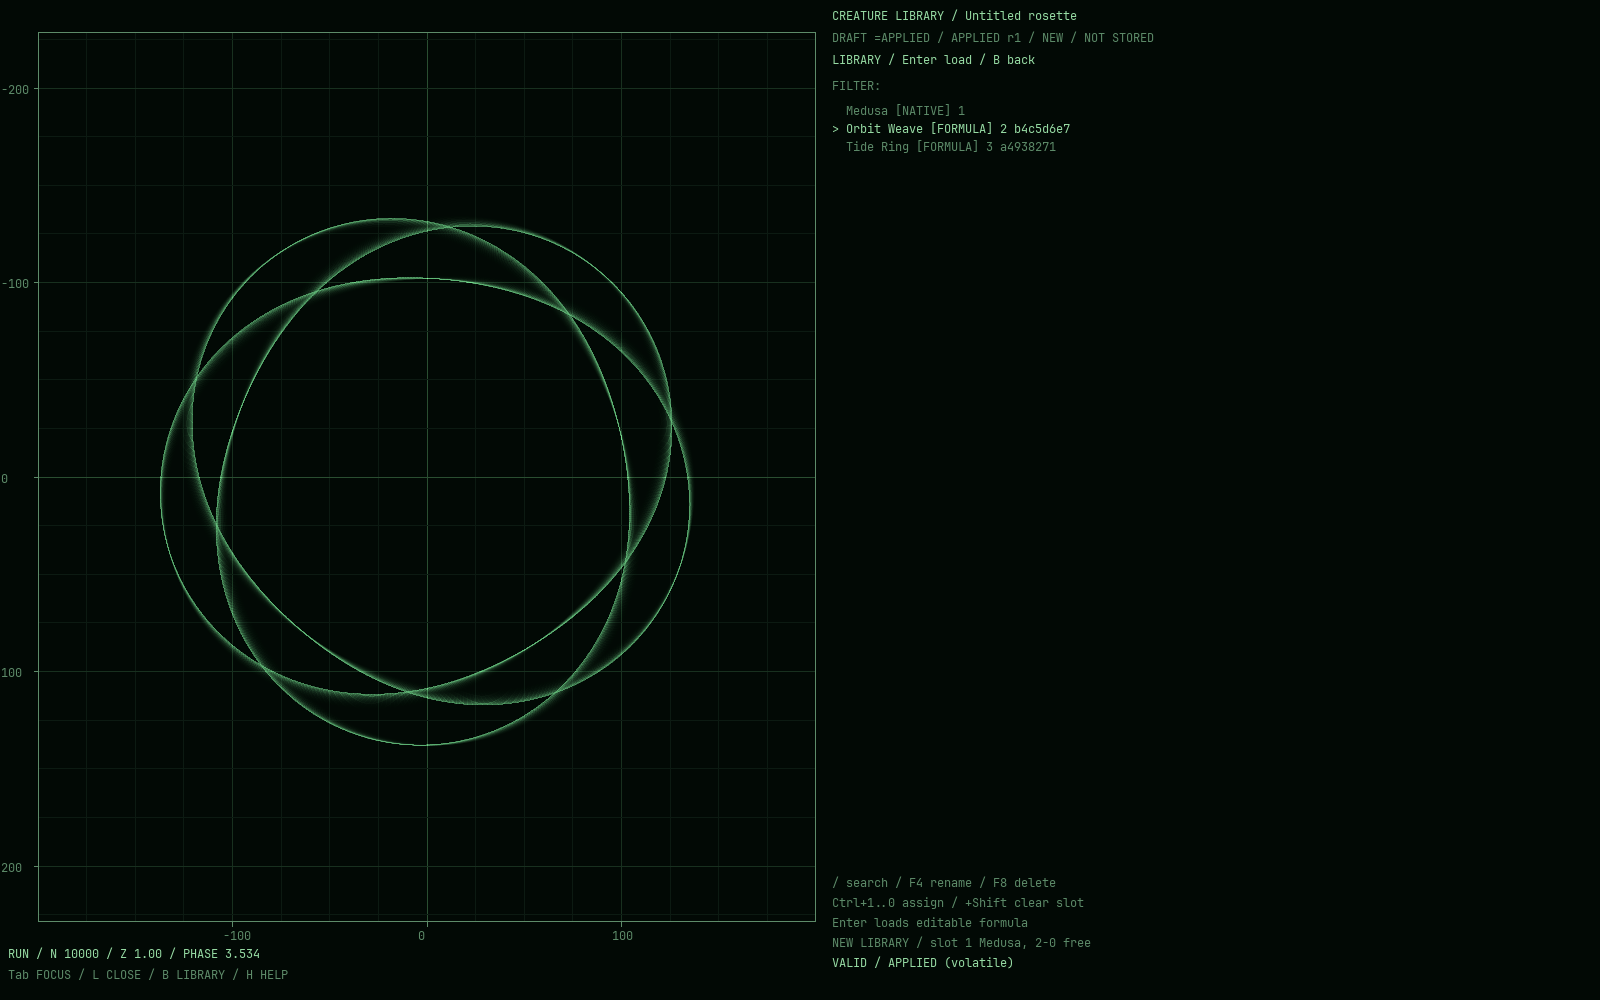 CREATURE LIBRARY / Untitled rosette
DRAFT =APPLIED / APPLIED r1 / NEW / NOT STORED
LIBRARY / Enter load / B back
FILTER:
Medusa [NATIVE] 1
> Orbit Weave [FORMULA] 2 b4c5d6e7
Tide Ring [FORMULA] 3 a4938271
-200
-100
0
100
200
-100
0
100
/ search / F4 rename / F8 delete
Ctrl+1..0 assign / +Shift clear slot
Enter loads editable formula
NEW LIBRARY / slot 1 Medusa, 2-0 free
VALID / APPLIED (volatile)
RUN / N 10000 / Z 1.00 / PHASE 3.534
Tab FOCUS / L CLOSE / B LIBRARY / H HELP